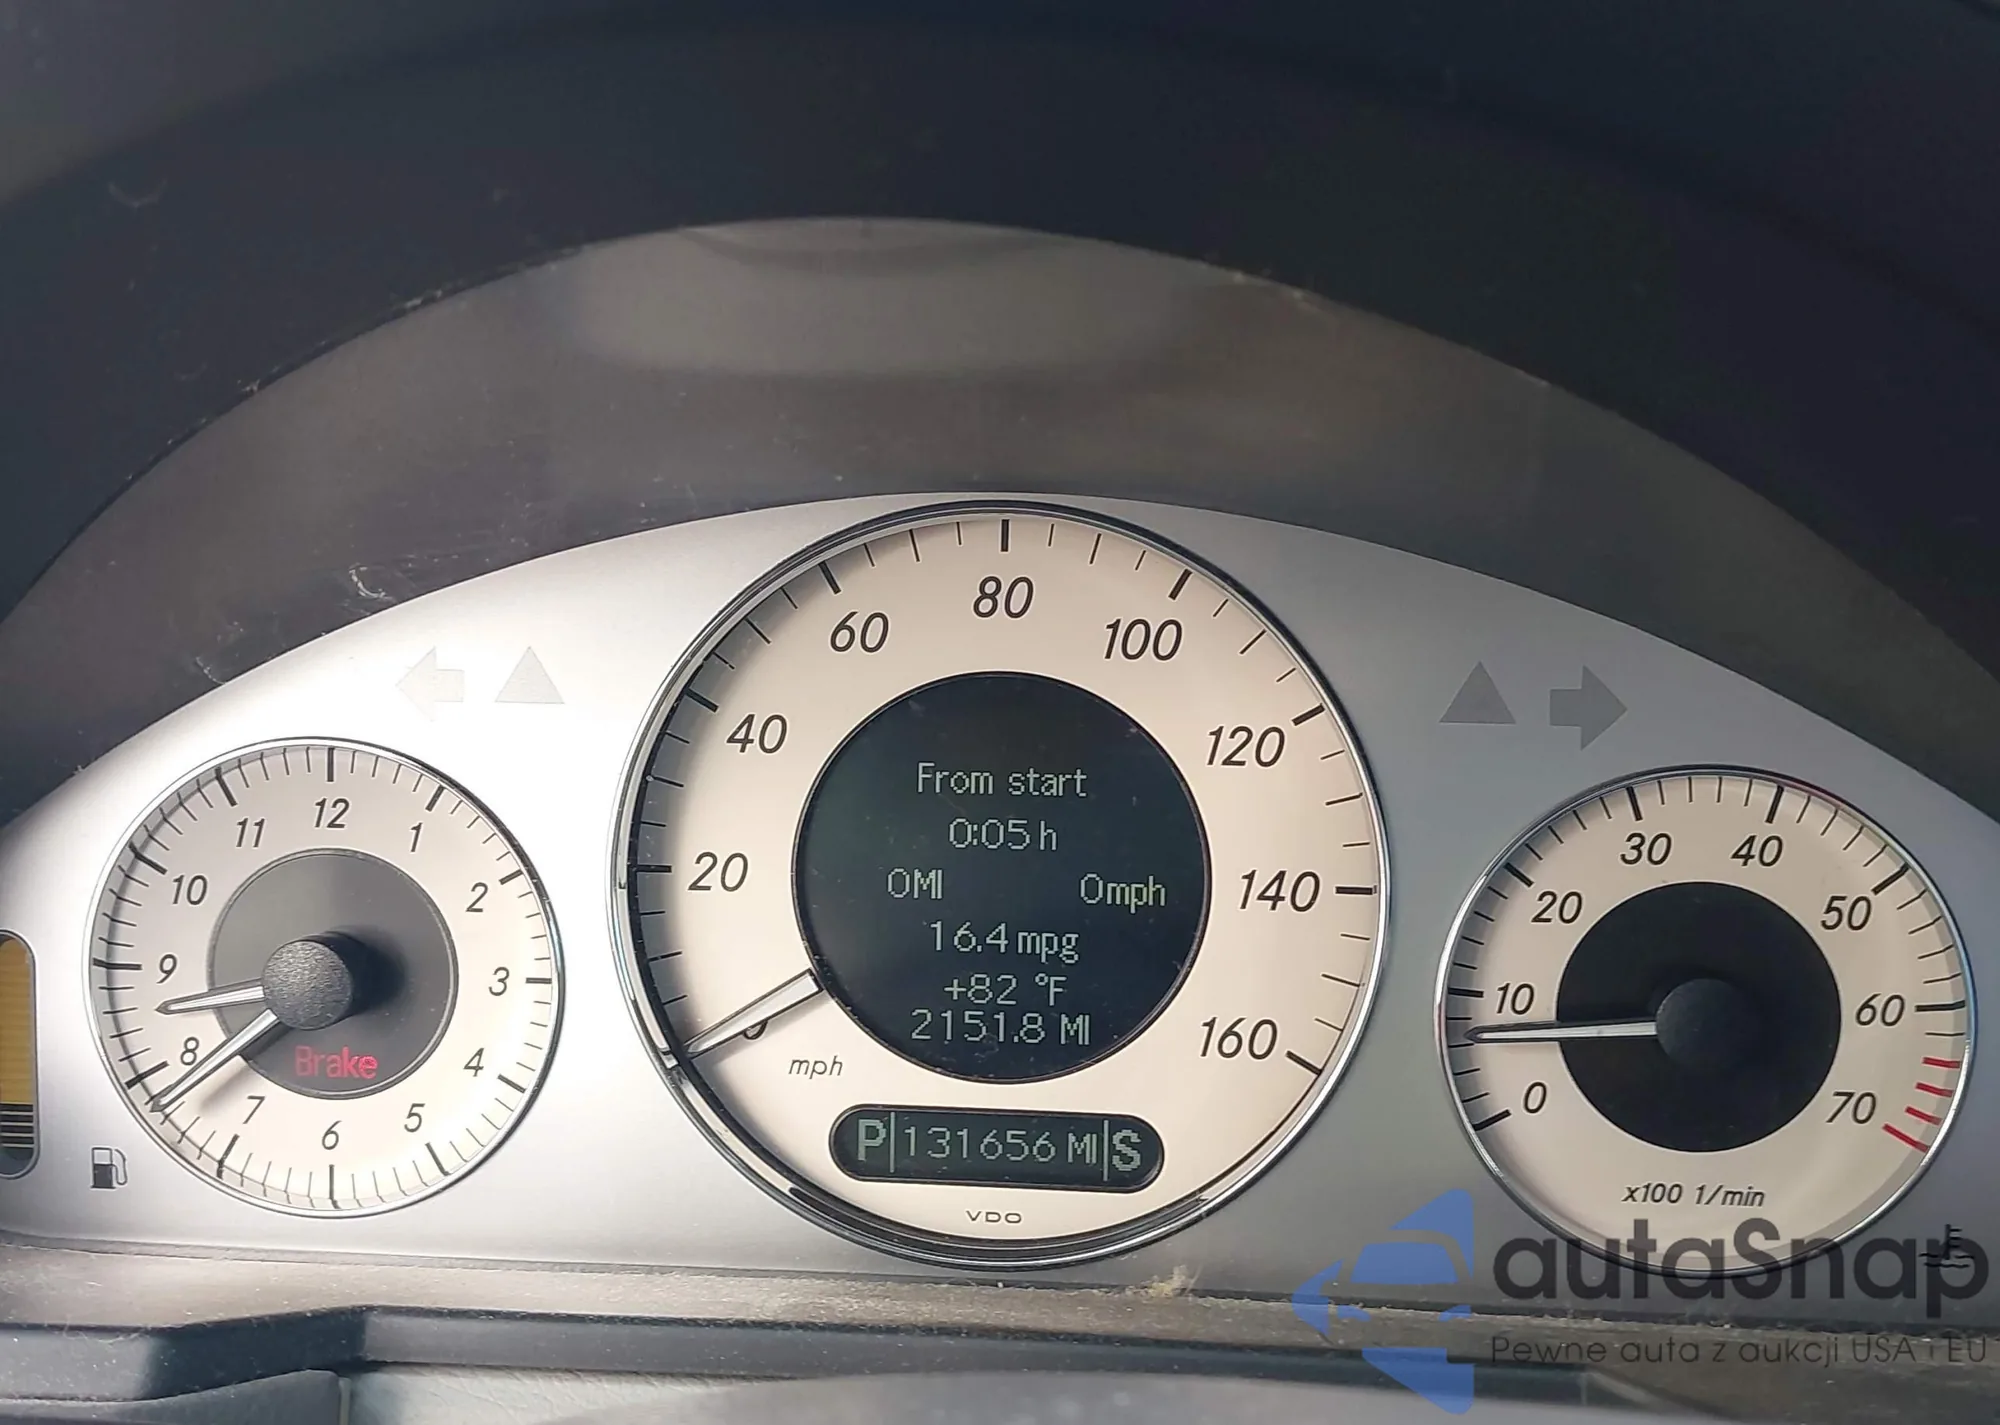 12
11
1
10
2
9
3
8
4
7
5
6
Brake
80
60
100
40
120
20
140
160
mph
From start
0:05 h
0MI
0mph
16.4 mpg
+82 °F
2151.8 MI
P 131656 MI S
VDO
30
40
20
50
10
60
0
70
x100 1/min
autaSnap
Pewne auta z aukcji USA i EU